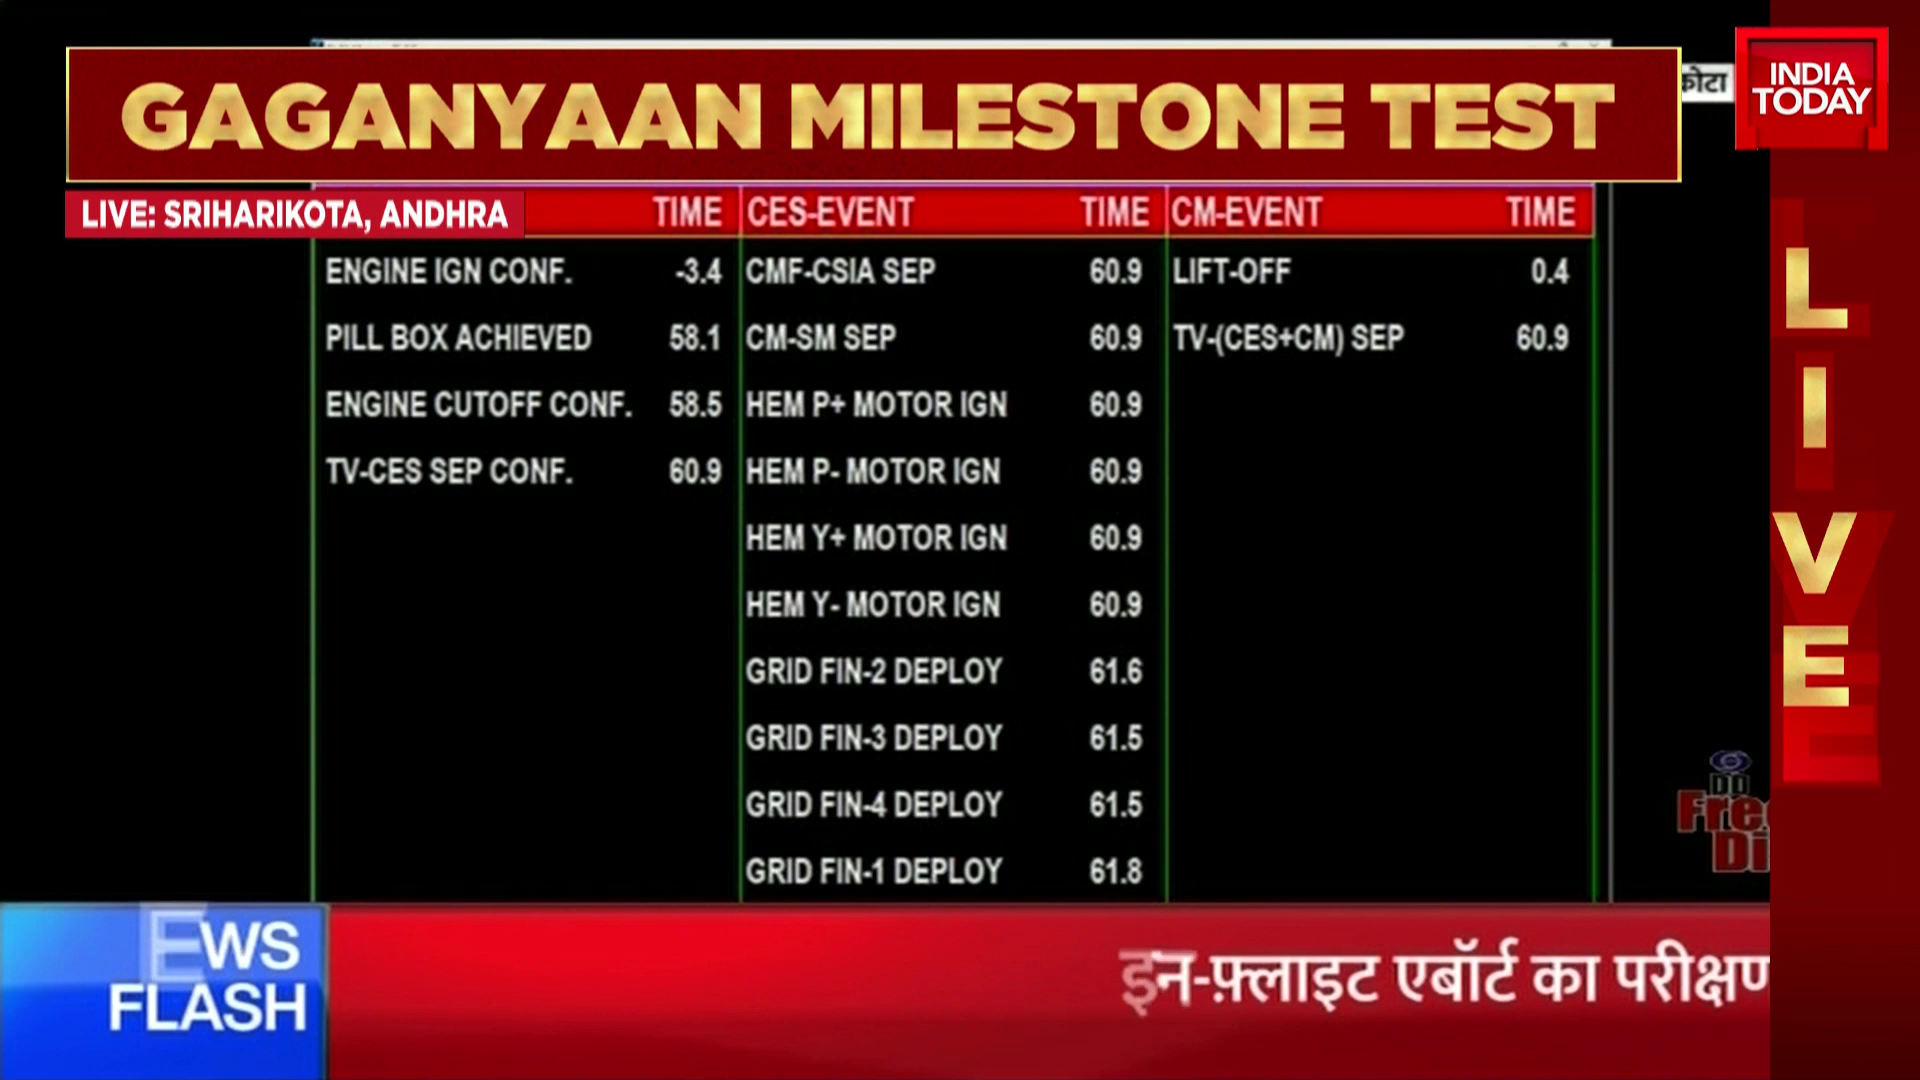 GAGANYAAN MILESTONE TEST
INDIA
TODAY
LIVE: SRIHARIKOTA, ANDHRA
TIME CES-EVENT TIME CM-EVENT TIME
ENGINE IGN CONF. -3.4 CMF-CSIA SEP 60.9 LIFT-OFF 0.4
PILL BOX ACHIEVED 58.1 CM-SM SEP 60.9 TV-(CES+CM) SEP 60.9
ENGINE CUTOFF CONF. 58.5 HEM P+ MOTOR IGN 60.9
TV-CES SEP CONF. 60.9 HEM P- MOTOR IGN 60.9
HEM Y+ MOTOR IGN 60.9
HEM Y- MOTOR IGN 60.9
GRID FIN-2 DEPLOY 61.6
GRID FIN-3 DEPLOY 61.5
GRID FIN-4 DEPLOY 61.5
GRID FIN-1 DEPLOY 61.8
LIVE
DD
EWS
FLASH
इन-फ़्लाइट एबॉर्ट का परीक्षण